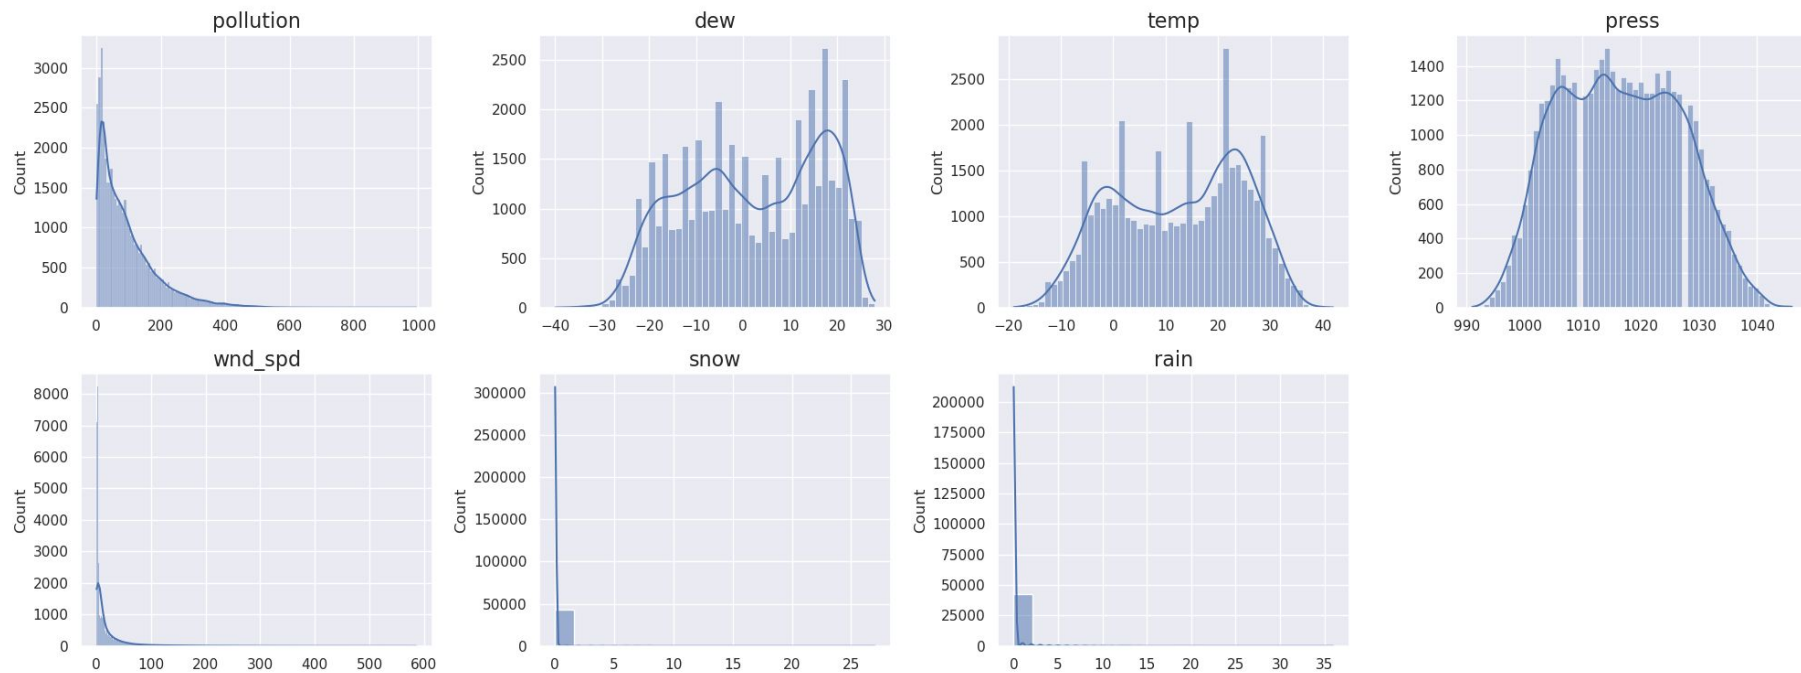 pollution
3000
2500
2000
1500
1000
500
0
Count
0 200 400 600 800 1000
dew
2500
2000
1500
1000
500
0
Count
−40 −30 −20 −10 0 10 20 30
temp
2500
2000
1500
1000
500
0
Count
−20 −10 0 10 20 30 40
press
1400
1200
1000
800
600
400
200
0
Count
990 1000 1010 1020 1030 1040
wnd_spd
8000
7000
6000
5000
4000
3000
2000
1000
0
Count
0 100 200 300 400 500 600
snow
300000
250000
200000
150000
100000
50000
0
Count
0 5 10 15 20 25
rain
200000
175000
150000
125000
100000
75000
50000
25000
0
Count
0 5 10 15 20 25 30 35